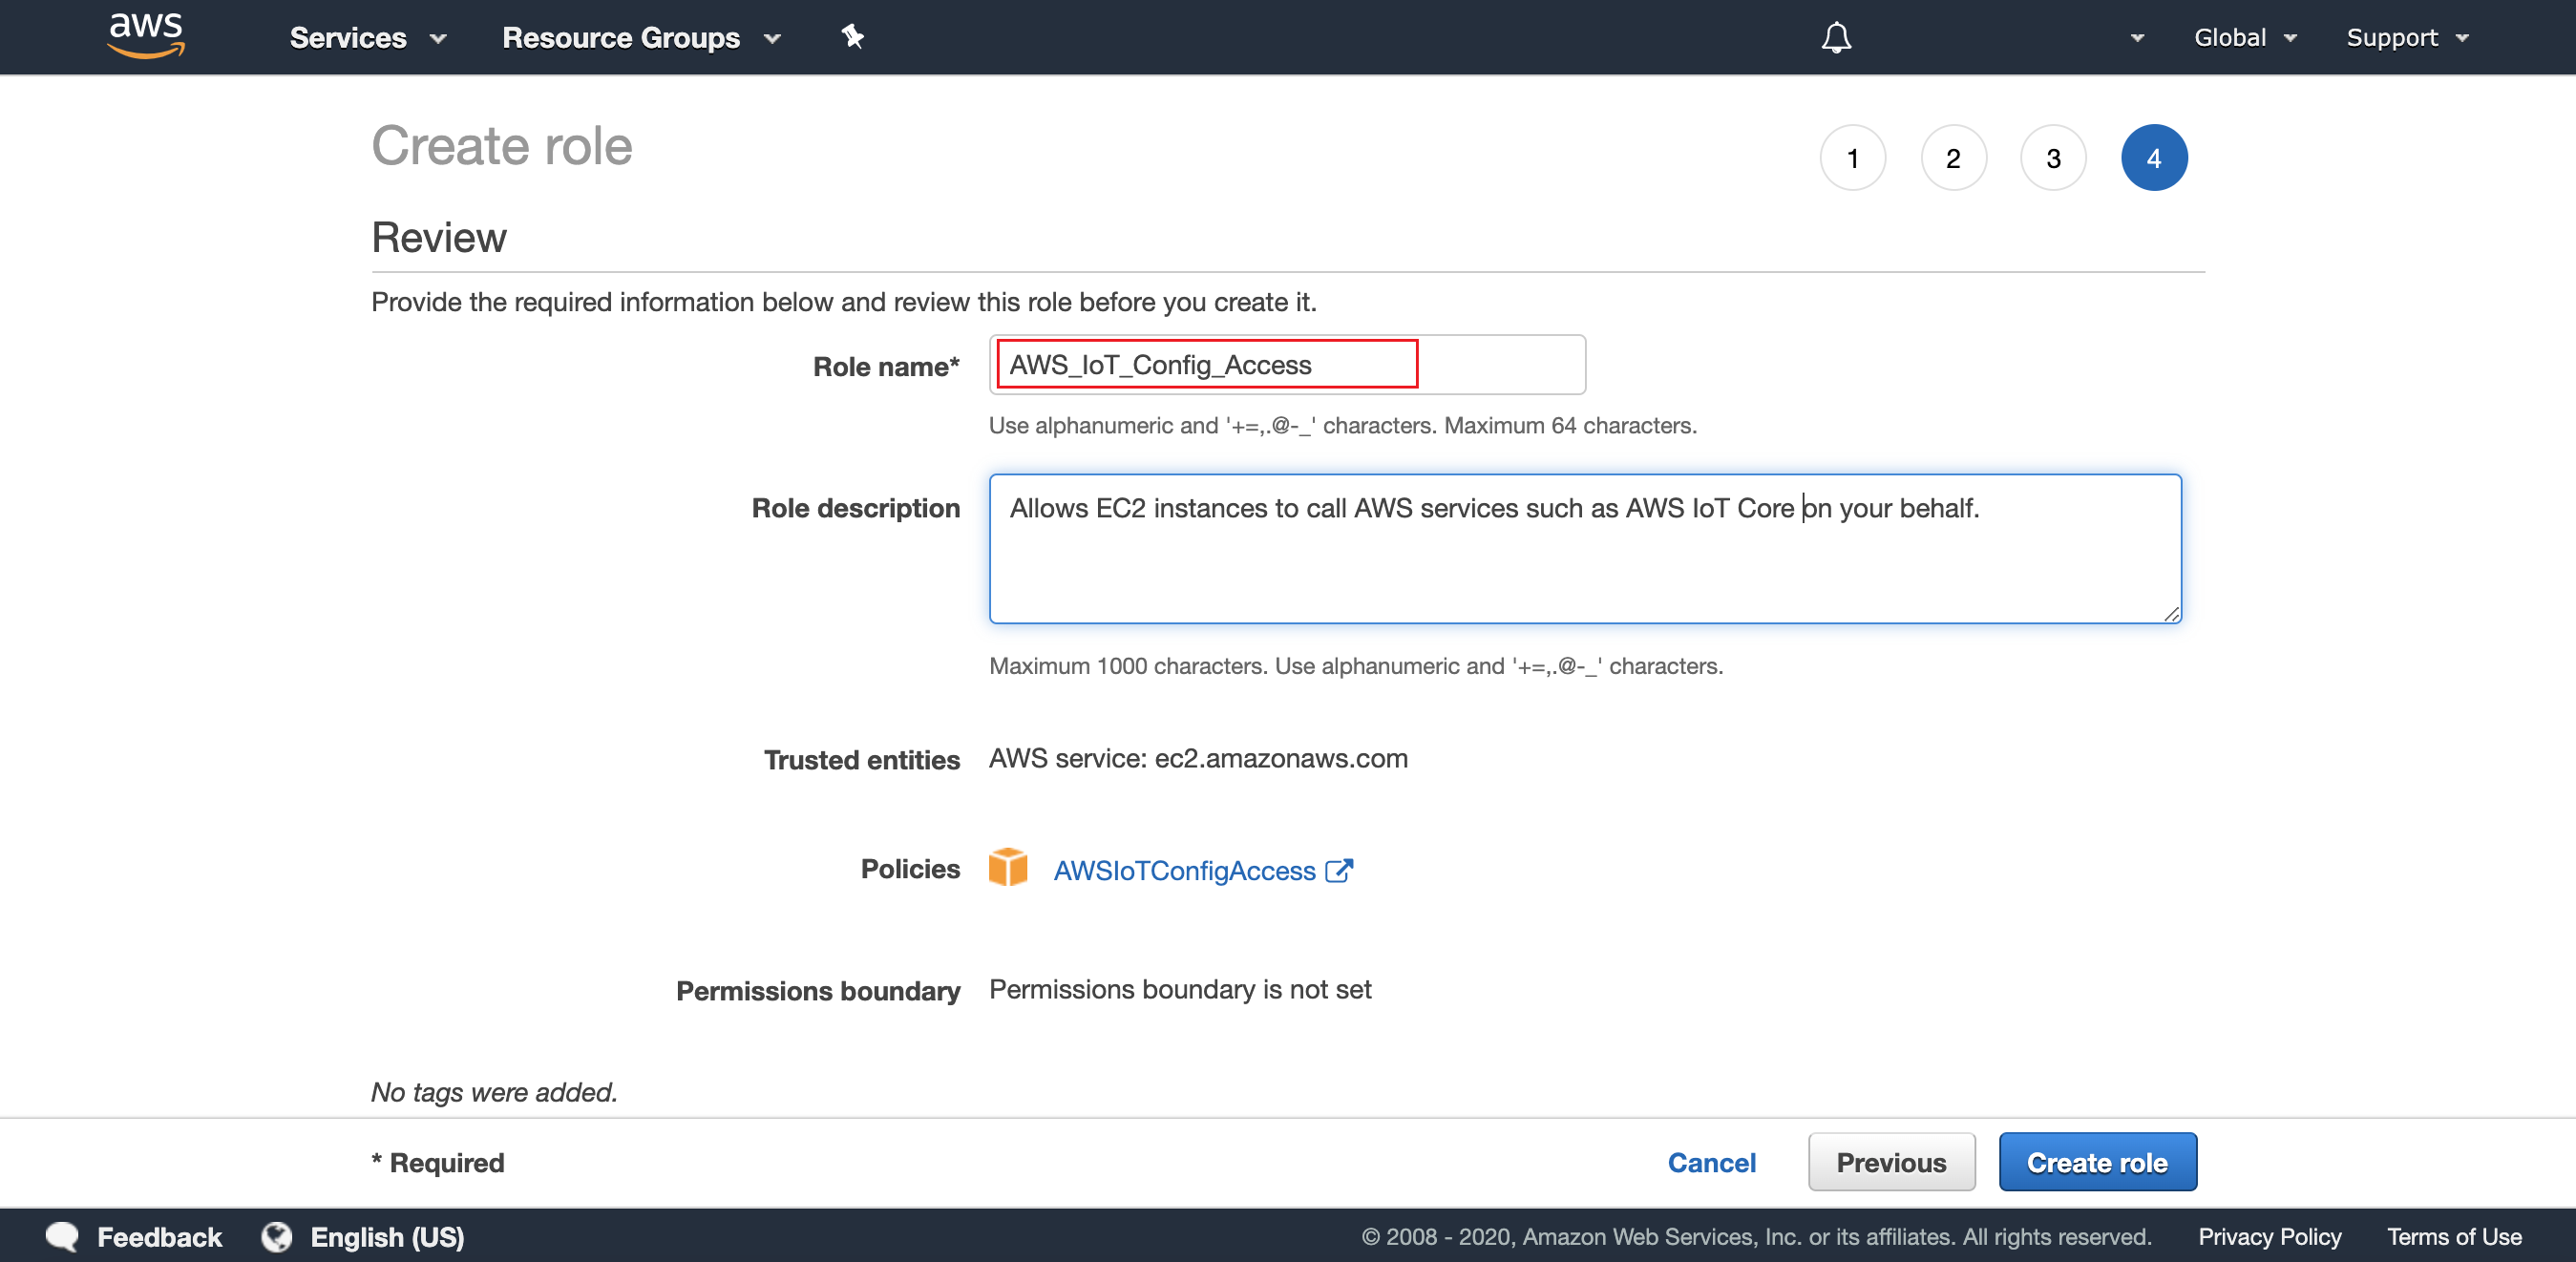 aws Services Resource Groups Global Support
Create role 1 2 3 4
Review
Provide the required information below and review this role before you create it.
Role name* AWS_IoT_Config_Access
Use alphanumeric and '+=,.@-_' characters. Maximum 64 characters.
Role description Allows EC2 instances to call AWS services such as AWS IoT Core on your behalf.
Maximum 1000 characters. Use alphanumeric and '+=,.@-_' characters.
Trusted entities AWS service: ec2.amazonaws.com
Policies AWSIoTConfigAccess
Permissions boundary Permissions boundary is not set
No tags were added.
* Required Cancel Previous Create role
Feedback English (US) © 2008 - 2020, Amazon Web Services, Inc. or its affiliates. All rights reserved. Privacy Policy Terms of Use